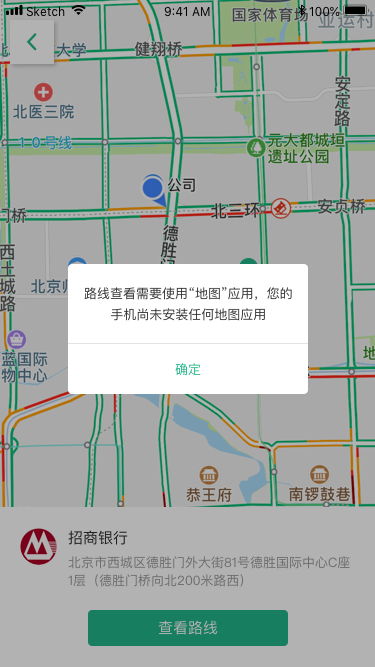 Sketch
9:41 AM
100%
国家体育场
亚运村
大学
健翔桥
安定路
北医三院
10号线
元大都城垣
遗址公园
公司
门桥
北三环
安贞桥
西土城路
德胜门
北京师
路线查看需要使用“地图”应用，您的
手机尚未安装任何地图应用
确定
蓝国际
物中心
地
恭王府
南锣鼓巷
招商银行
北京市西城区德胜门外大街81号德胜国际中心C座
1层（德胜门桥向北200米路西）
查看路线